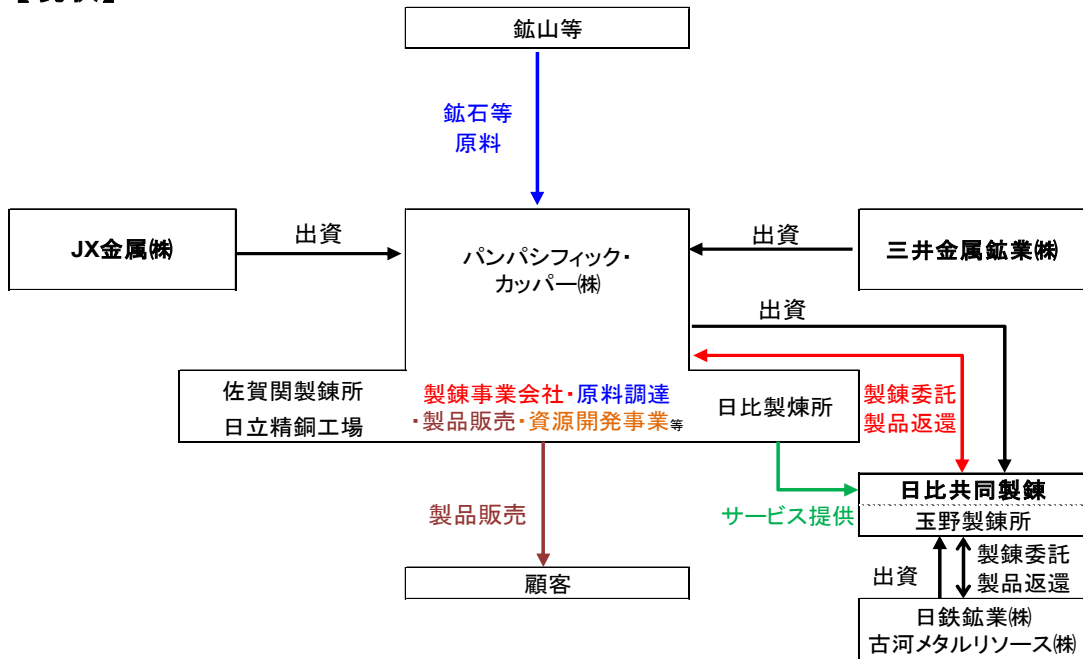 鉱山等
鉱石等
原料
JX金属㈱
出資
パンパシフィック・
カッパー㈱
出資
三井金属鉱業㈱
出資
佐賀関製錬所
日立精銅工場
製錬事業会社・原料調達
・製品販売・資源開発事業等
日比製煉所
製錬委託
製品返還
製品販売
サービス提供
日比共同製錬
玉野製錬所
出資
製錬委託
製品返還
顧客
日鉄鉱業㈱
古河メタルリソース㈱